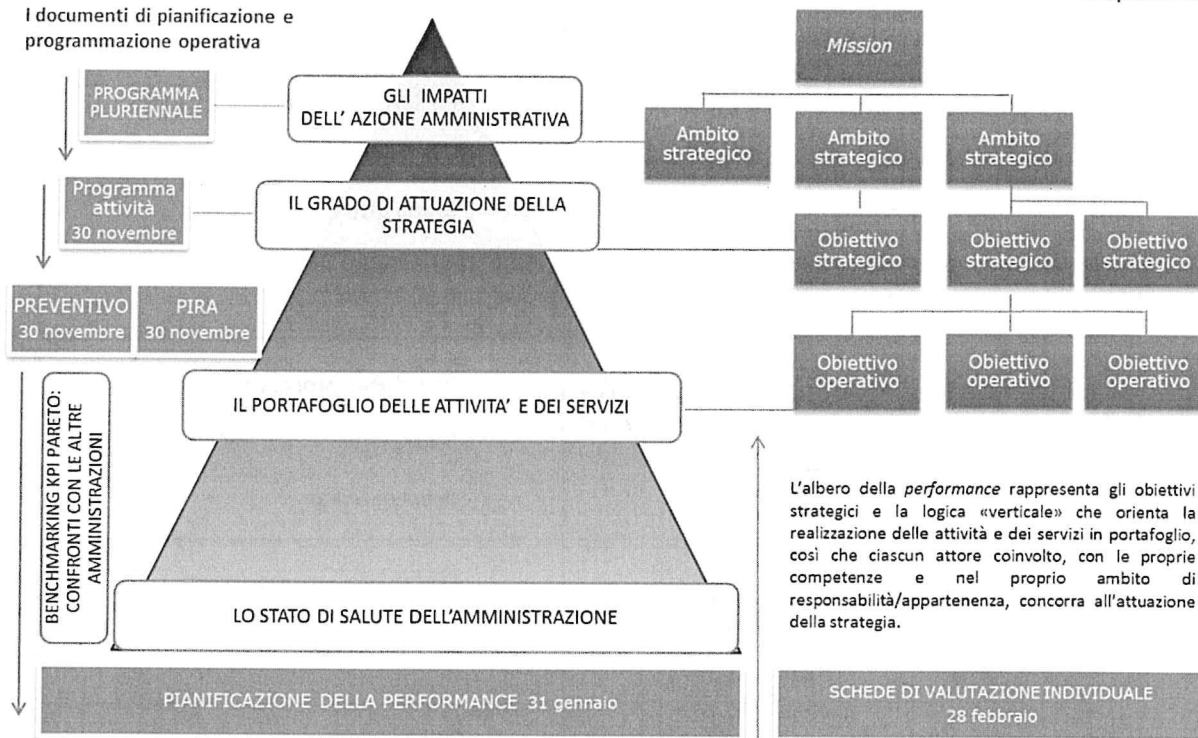 I documenti di pianificazione e
programmazione operativa
PROGRAMMA
PLURIENNALE
Programma
attività
30 novembre
PREVENTIVO
30 novembre
PIRA
30 novembre
BENCHMARKING KPI PARETO:
CONFRONTI CON LE ALTRE
AMMINISTRAZIONI
GLI IMPATTI
DELL' AZIONE AMMINISTRATIVA
IL GRADO DI ATTUAZIONE DELLA
STRATEGIA
IL PORTAFOGLIO DELLE ATTIVITA' E DEI SERVIZI
LO STATO DI SALUTE DELL'AMMINISTRAZIONE
Mission
Ambito
strategico
Ambito
strategico
Ambito
strategico
Obiettivo
strategico
Obiettivo
strategico
Obiettivo
strategico
Obiettivo
operativo
Obiettivo
operativo
Obiettivo
operativo
L'albero della performance rappresenta gli obiettivi
strategici e la logica «verticale» che orienta la
realizzazione delle attività e dei servizi in portafoglio,
così che ciascun attore coinvolto, con le proprie
competenze e nel proprio ambito di
responsabilità/appartenenza, concorra all'attuazione
della strategia.
PIANIFICAZIONE DELLA PERFORMANCE 31 gennaio
SCHEDE DI VALUTAZIONE INDIVIDUALE
28 febbraio